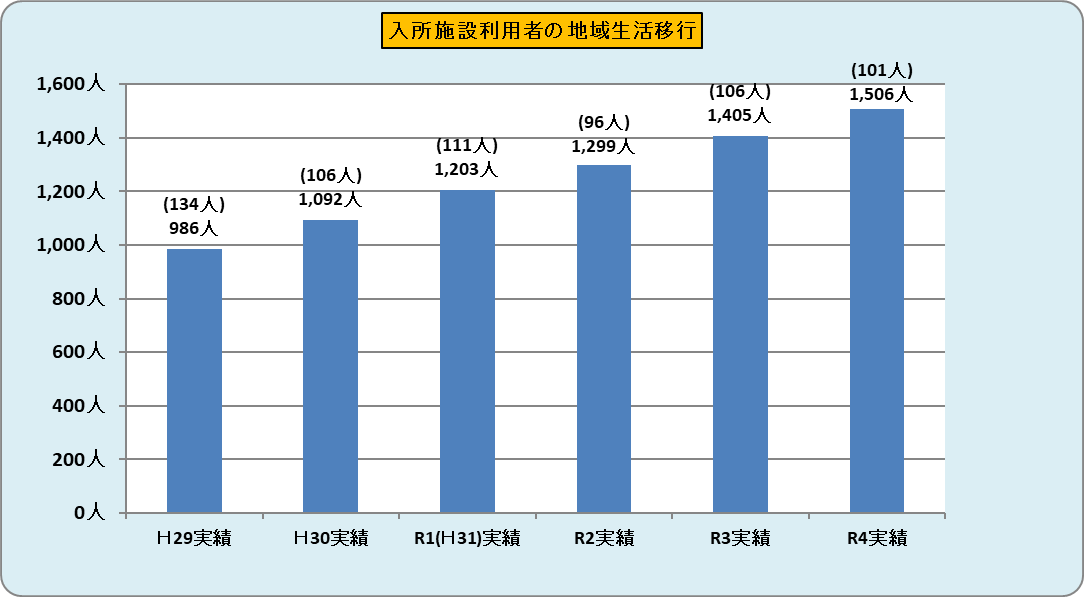 入所施設利用者の地域生活移行
1,600人
1,400人
1,200人
1,000人
800人
600人
400人
200人
0人
(134人)
986人
(106人)
1,092人
(111人)
1,203人
(96人)
1,299人
(106人)
1,405人
(101人)
1,506人
H29実績
H30実績
R1(H31)実績
R2実績
R3実績
R4実績